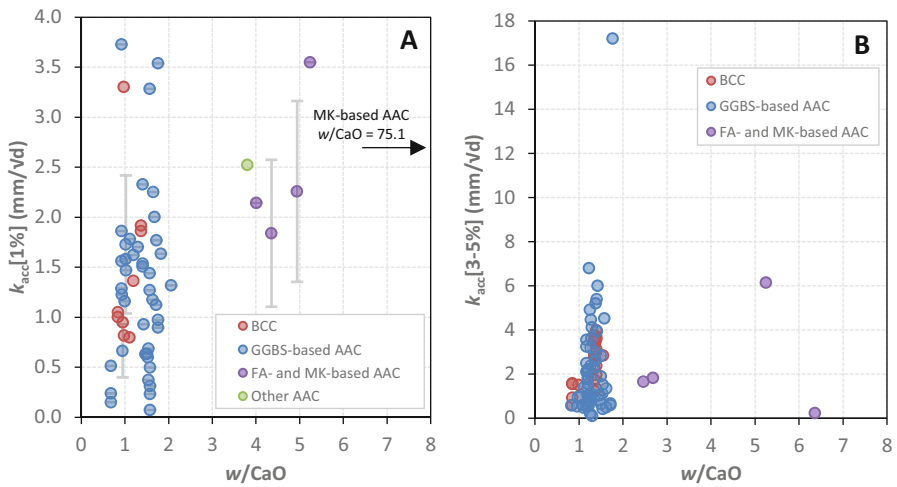 A
4.0
3.5
3.0
2.5
2.0
1.5
1.0
0.5
0.0
k_acc[1%] (mm/√d)
MK-based AAC
w/CaO = 75.1
BCC
GGBS-based AAC
FA- and MK-based AAC
Other AAC
0 1 2 3 4 5 6 7 8
w/CaO
B
18
16
14
12
10
8
6
4
2
0
k_acc[3-5%] (mm/√d)
BCC
GGBS-based AAC
FA- and MK-based AAC
0 1 2 3 4 5 6 7 8
w/CaO